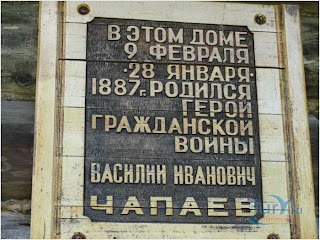 В ЭТОМ ДОМЕ
9 ФЕВРАЛЯ
·28 ЯНВАРЯ·
1887г. РОДИЛСЯ
ГЕРОЙ
ГРАЖДАНСКОЙ
ВОЙНЫ
ВАСИЛИЙ ИВАНОВИЧ
ЧАПАЕВ